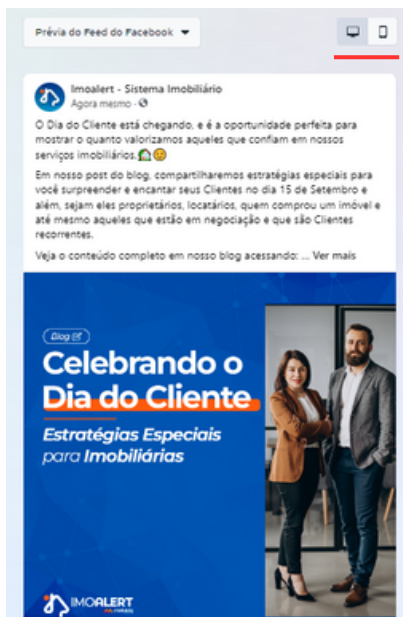 Prévia do Feed do Facebook
Imoalert - Sistema Imobiliário
Agora mesmo ·
O Dia do Cliente está chegando, e é a oportunidade perfeita para
mostrar o quanto valorizamos aqueles que confiam em nossos
serviços imobiliários.🏡😊
Em nosso post do blog, compartilharemos estratégias especiais para
você surpreender e encantar seus Clientes no dia 15 de Setembro e
além, sejam eles proprietários, locatários, quem comprou um imóvel e
até mesmo aqueles que estão em negociação e que são Clientes
recorrentes.
Veja o conteúdo completo em nosso blog acessando: ... Ver mais
Blog
Celebrando o
Dia do Cliente
Estratégias Especiais
para Imobiliárias
IMOALERT